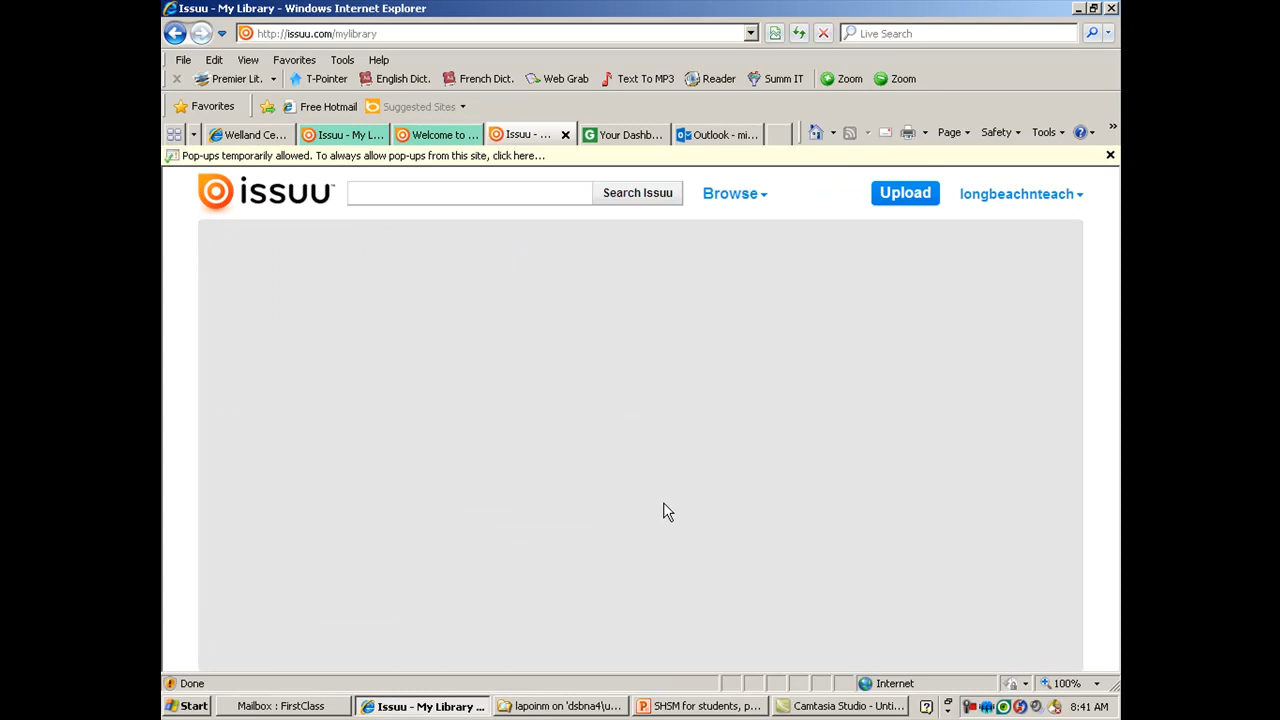 Issuu - My Library - Windows Internet Explorer
http://issuu.com/mylibrary
Live Search
File Edit View Favorites Tools Help
Premier Lit. T-Pointer English Dict. French Dict. Web Grab Text To MP3 Reader Summ IT Zoom Zoom
Favorites Free Hotmail Suggested Sites
Welland Ce... Issuu - My L... Welcome to ... Issuu - ... Your Dashb... Outlook - mi... Page Safety Tools
Pop-ups temporarily allowed. To always allow pop-ups from this site, click here...
issuu™ Search Issuu Browse Upload longbeachnteach
Done Internet 100%
Start Mailbox : FirstClass Issuu - My Library ... lapoinm on 'dsbna4\u... SHSM for students, p... Camtasia Studio - Unti... 8:41 AM